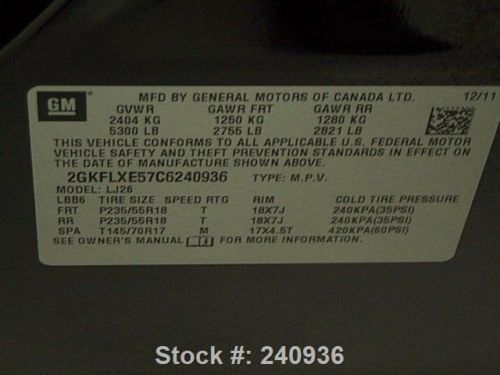 GM MFD BY GENERAL MOTORS OF CANADA LTD. 12/11
GVWR GAWR FRT GAWR RR
2404 KG 1250 KG 1280 KG
5300 LB 2755 LB 2821 LB
THIS VEHICLE CONFORMS TO ALL APPLICABLE U.S. FEDERAL MOTOR
VEHICLE SAFETY AND THEFT PREVENTION STANDARDS IN EFFECT ON
THE DATE OF MANUFACTURE SHOWN ABOVE.
2GKFLXE57C6240936 TYPE: M.P.V.
MODEL: LJ26
LBB6 TIRE SIZE SPEED RTG RIM COLD TIRE PRESSURE
FRT P235/55R18 T 18X7J 240KPA(35PSI)
RR P235/55R18 T 18X7J 240KPA(35PSI)
SPA T145/70R17 M 17X4.5T 420KPA(60PSI)
SEE OWNER'S MANUAL FOR MORE INFORMATION.
Stock #: 240936